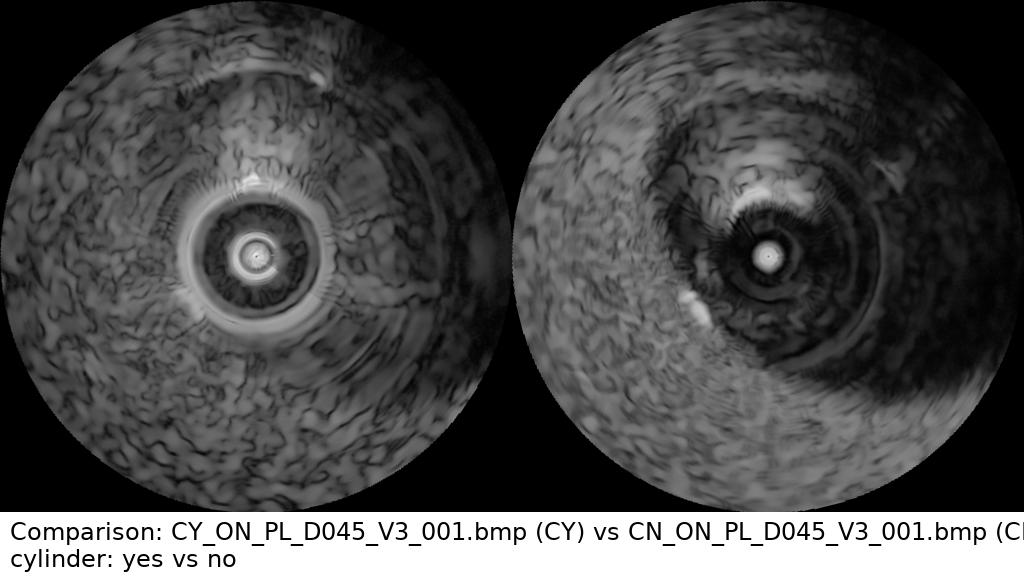 Comparison: CY_ON_PL_D045_V3_001.bmp (CY) vs CN_ON_PL_D045_V3_001.bmp
cylinder: yes vs no